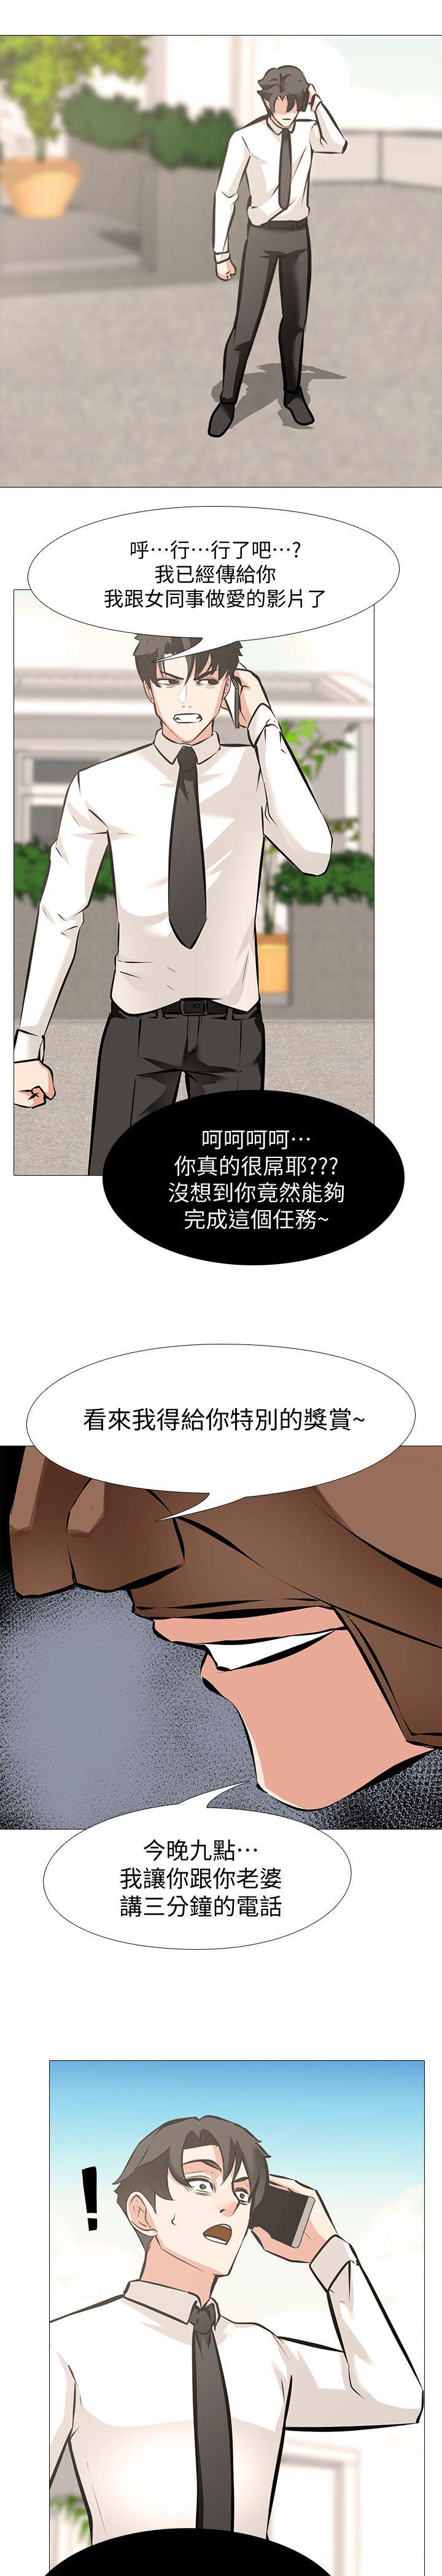 呼⋯行⋯行了吧⋯?
我已經傳給你
我跟女同事做愛的影片了
呵呵呵呵⋯
你真的很屌耶???
沒想到你竟然能夠
完成這個任務~
看來我得給你特別的獎賞~
今晚九點⋯
我讓你跟你老婆
講三分鐘的電話
!